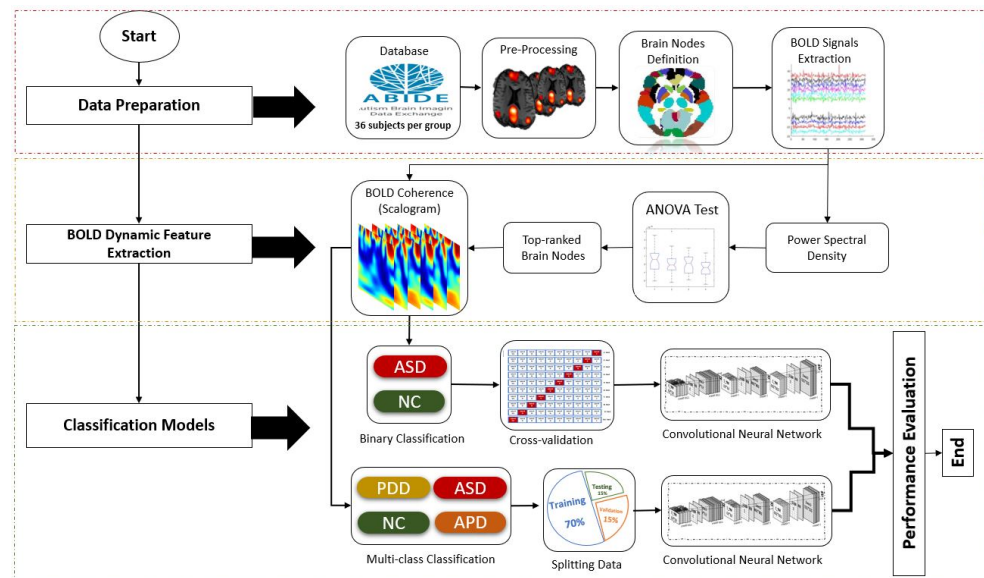 Start
Data Preparation
Database
ABIDE
utism Brain Imagin
Data Exchange
36 subjects per group
Pre-Processing
Brain Nodes
Definition
BOLD Signals
Extraction
BOLD Dynamic Feature
Extraction
BOLD Coherence
(Scalogram)
Top-ranked
Brain Nodes
ANOVA Test
Power Spectral
Density
Classification Models
ASD
NC
Binary Classification
Cross-validation
Convolutional Neural Network
PDD
ASD
NC
APD
Multi-class Classification
Training
70%
Testing
15%
Validation
15%
Splitting Data
Convolutional Neural Network
Performance Evaluation
End